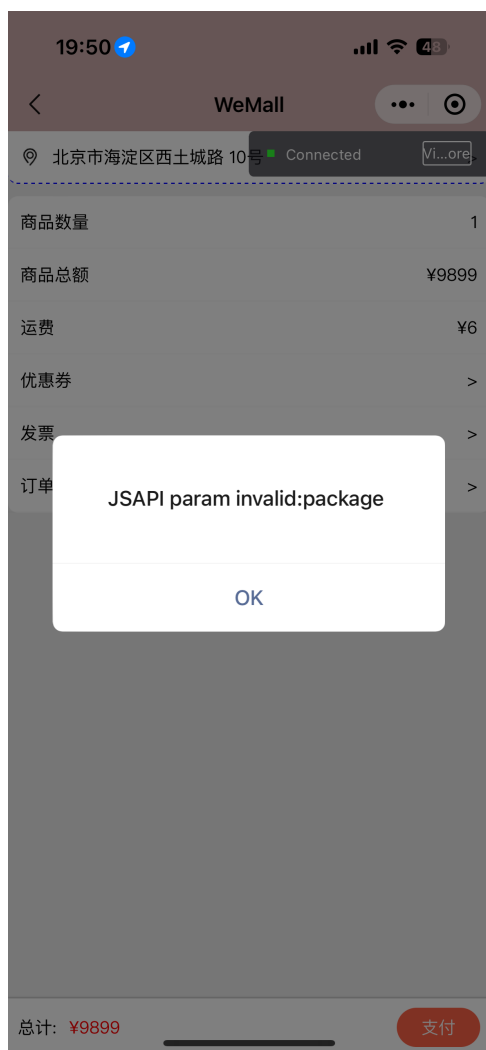 19:50
48
WeMall
北京市海淀区西土城路 10号
Connected
Vi...ore
>
商品数量
1
商品总额
¥9899
运费
¥6
优惠券
>
发票
>
订单
>
JSAPI param invalid:package
OK
总计: ¥9899
支付